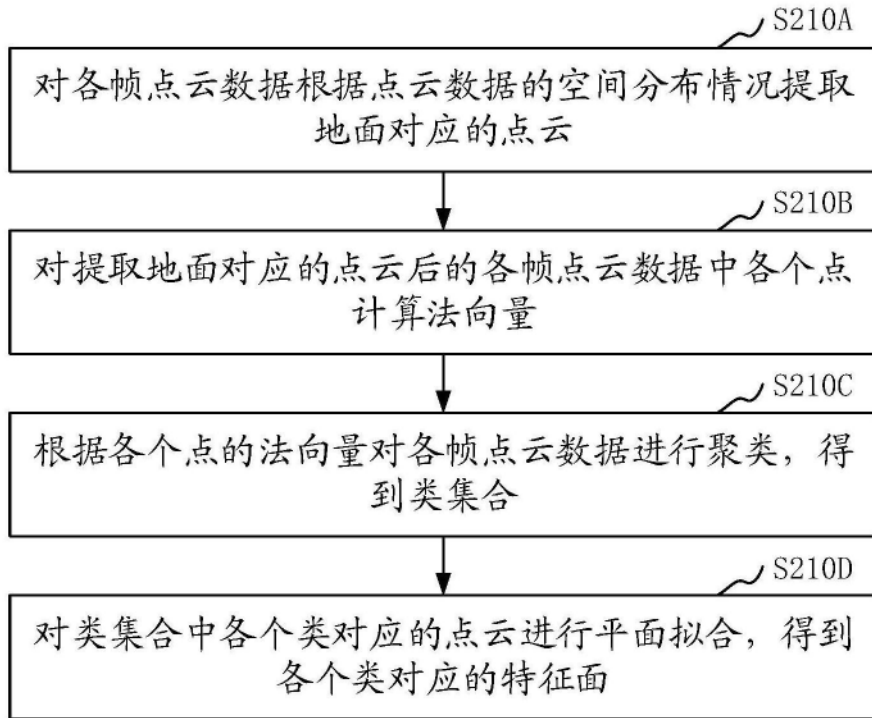 S210A
对各帧点云数据根据点云数据的空间分布情况提取
地面对应的点云
S210B
对提取地面对应的点云后的各帧点云数据中各个点
计算法向量
S210C
根据各个点的法向量对各帧点云数据进行聚类，得
到类集合
S210D
对类集合中各个类对应的点云进行平面拟合，得到
各个类对应的特征面